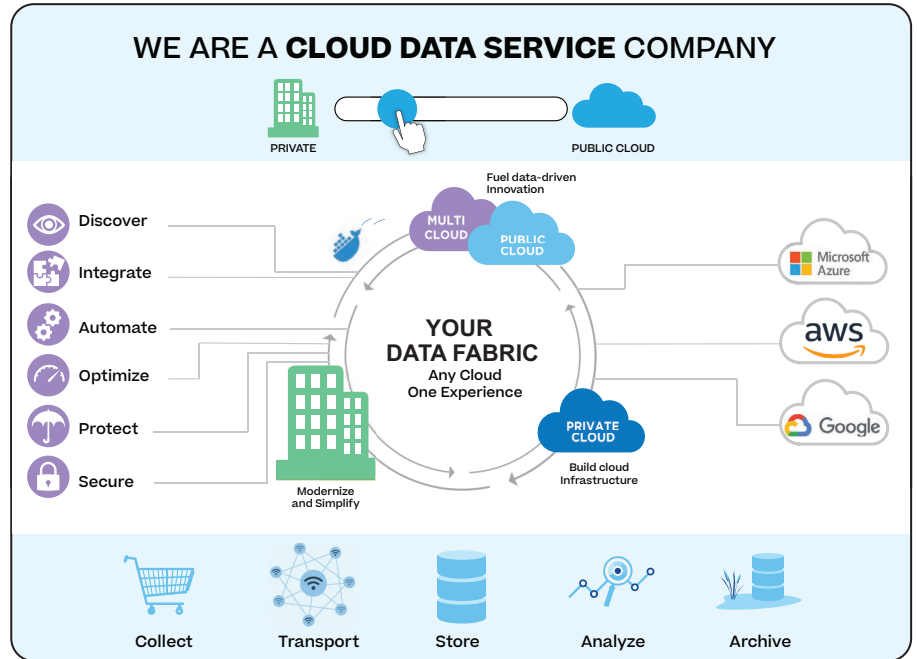 WE ARE A CLOUD DATA SERVICE COMPANY
PRIVATE
PUBLIC CLOUD
Fuel data-driven
Innovation
MULTI
CLOUD
PUBLIC
CLOUD
Discover
Integrate
Automate
Optimize
Protect
Secure
YOUR
DATA FABRIC
Any Cloud
One Experience
Microsoft
Azure
aws
Google
PRIVATE
CLOUD
Build cloud
Infrastructure
Modernize
and Simplify
Collect
Transport
Store
Analyze
Archive